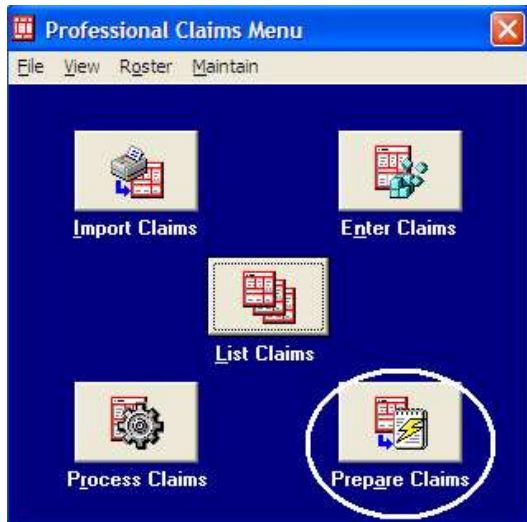 Professional Claims Menu
File View Roster Maintain
Import Claims Enter Claims
List Claims
Process Claims Prepare Claims